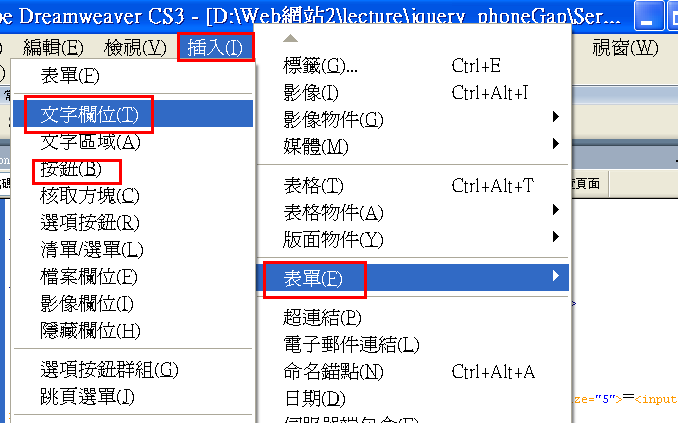 be Dreamweaver CS3 - [D:\Web網站2\lecture\jquery_phoneGap\Ser...
編輯(E) 檢視(V) 插入(I) 視窗(W)
表單(F)
文字欄位(T)
文字區域(A)
按鈕(B)
核取方塊(C)
選項按鈕(R)
清單/選單(L)
檔案欄位(E)
影像欄位(I)
隱藏欄位(H)
選項按鈕群組(G)
跳頁選單(J)
標籤(G)... Ctrl+E
影像(I) Ctrl+Alt+I
影像物件(G)
媒體(M)
表格(T) Ctrl+Alt+T
表格物件(A)
版面物件(Y)
表單(F)
超連結(P)
電子郵件連結(L)
命名錨點(N) Ctrl+Alt+A
日期(D)
頁面
ze="5">=<input